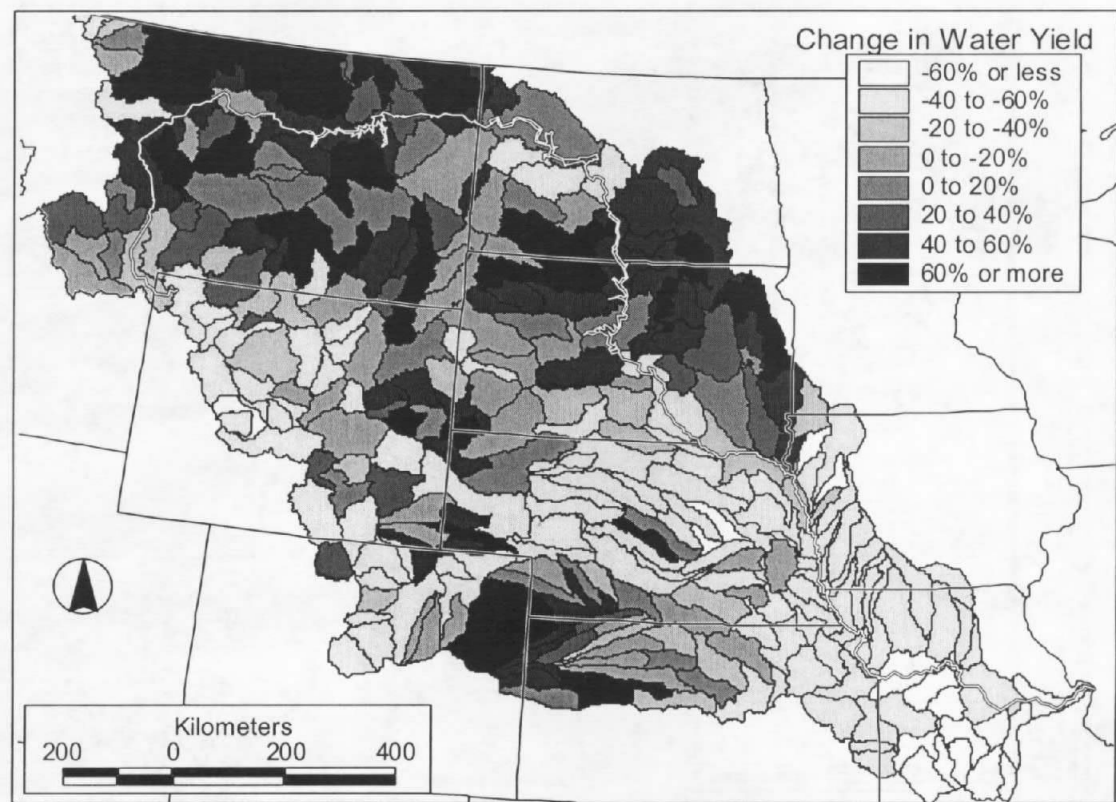 Change in Water Yield
-60% or less
-40 to -60%
-20 to -40%
0 to -20%
0 to 20%
20 to 40%
40 to 60%
60% or more
Kilometers
200 0 200 400